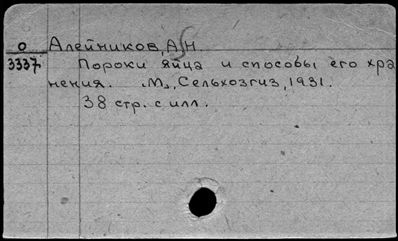 О Алейников, А.Н.
3337 Пороки яйца и способы его хра
нения. М., Сельхозгиз, 1931.
38 стр. с илл.